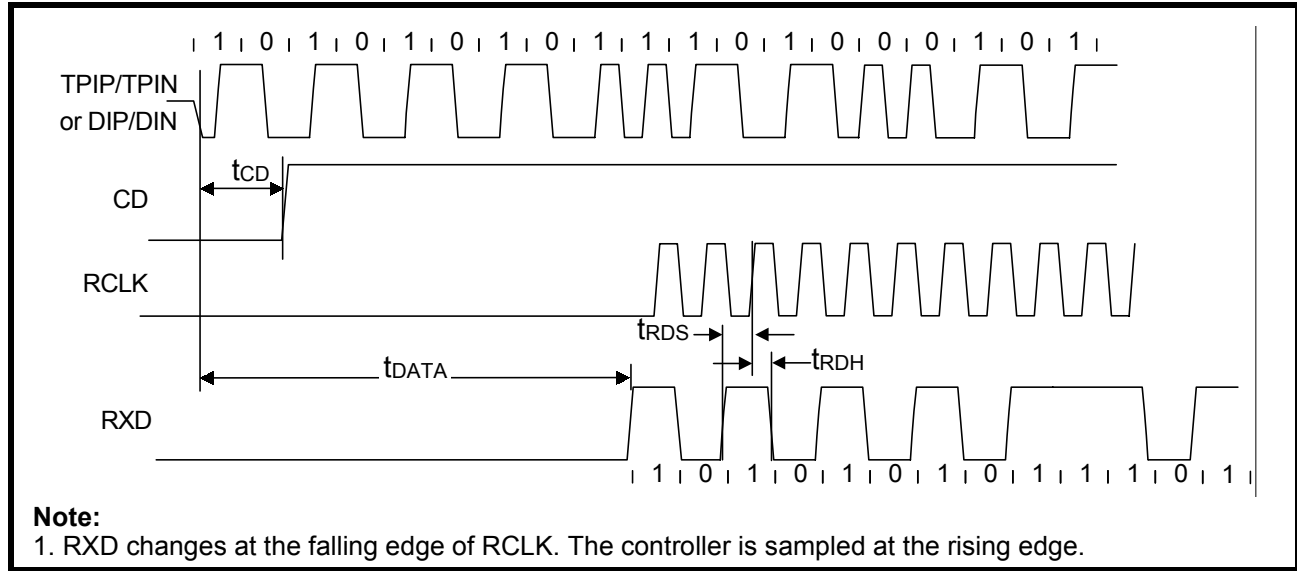 1 0 1 0 1 0 1 0 1 1 1 0 1 0 0 0 1 0 1
TPIP/TPIN
or DIP/DIN
tCD
CD
RCLK
tRDS
tRDH
tDATA
RXD
1 0 1 0 1 0 1 0 1 1 1 0 1
Note:
1. RXD changes at the falling edge of RCLK. The controller is sampled at the rising edge.